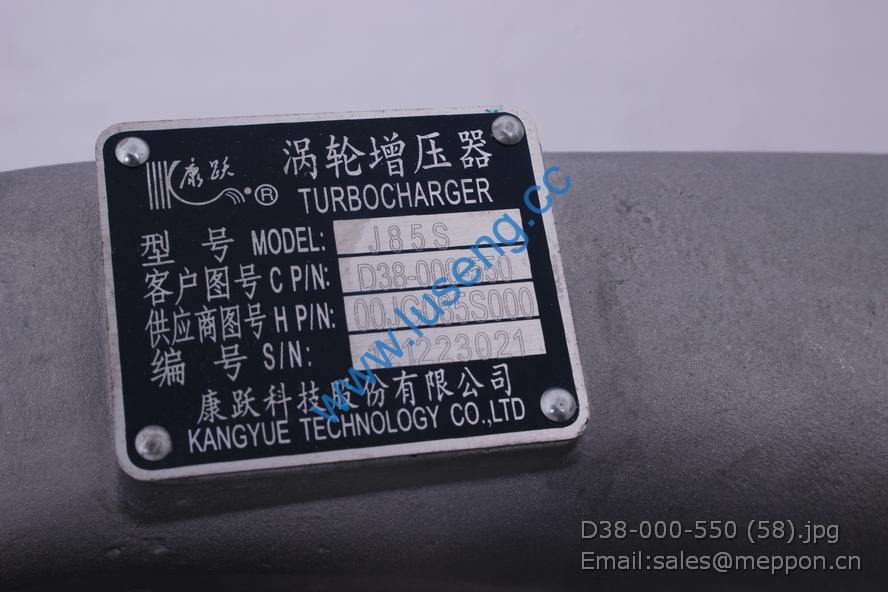 康跃 ®
涡轮增压器
TURBOCHARGER
型 号 MODEL: J85S
客户图号 C P/N: D38-000-550
供应商图号 H P/N:
编 号 S/N:
康跃科技股份有限公司
KANGYUE TECHNOLOGY CO.,LTD
www.luseng.cc
D38-000-550 (58).jpg
Email:sales@meppon.cn